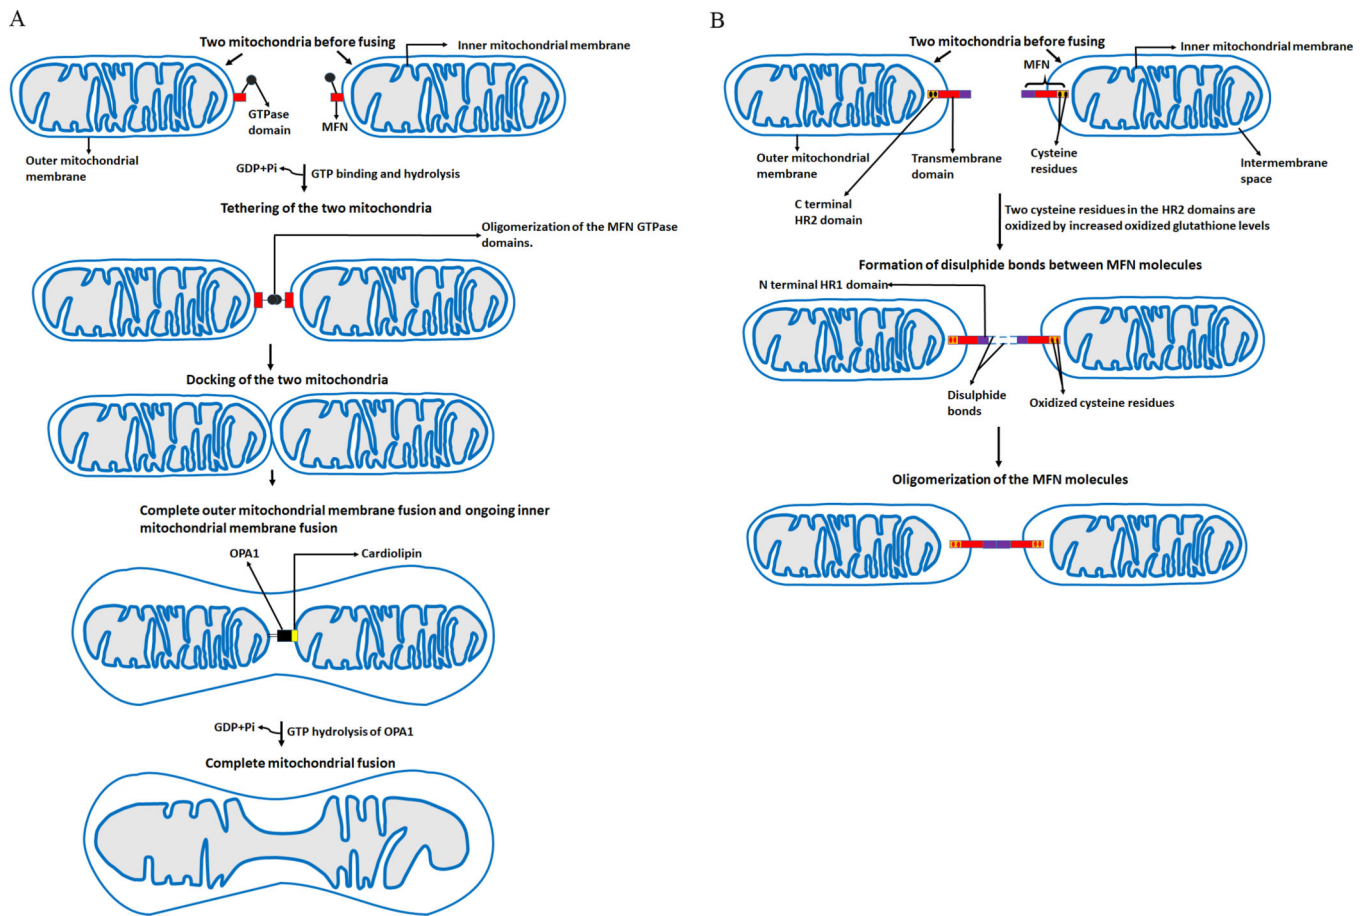 A
Two mitochondria before fusing
Inner mitochondrial membrane
GTPase
domain
MFN
Outer mitochondrial
membrane
GDP+Pi
GTP binding and hydrolysis
Tethering of the two mitochondria
Oligomerization of the MFN GTPase
domains.
Docking of the two mitochondria
Complete outer mitochondrial membrane fusion and ongoing inner
mitochondrial membrane fusion
OPA1
Cardiolipin
GDP+Pi
GTP hydrolysis of OPA1
Complete mitochondrial fusion
B
Two mitochondria before fusing
Inner mitochondrial membrane
MFN
Outer mitochondrial
membrane
Transmembrane
domain
Cysteine
residues
Intermembrane
space
C terminal
HR2 domain
Two cysteine residues in the HR2 domains are
oxidized by increased oxidized glutathione levels
Formation of disulphide bonds between MFN molecules
N terminal HR1 domain
Disulphide
bonds
Oxidized cysteine residues
Oligomerization of the MFN molecules